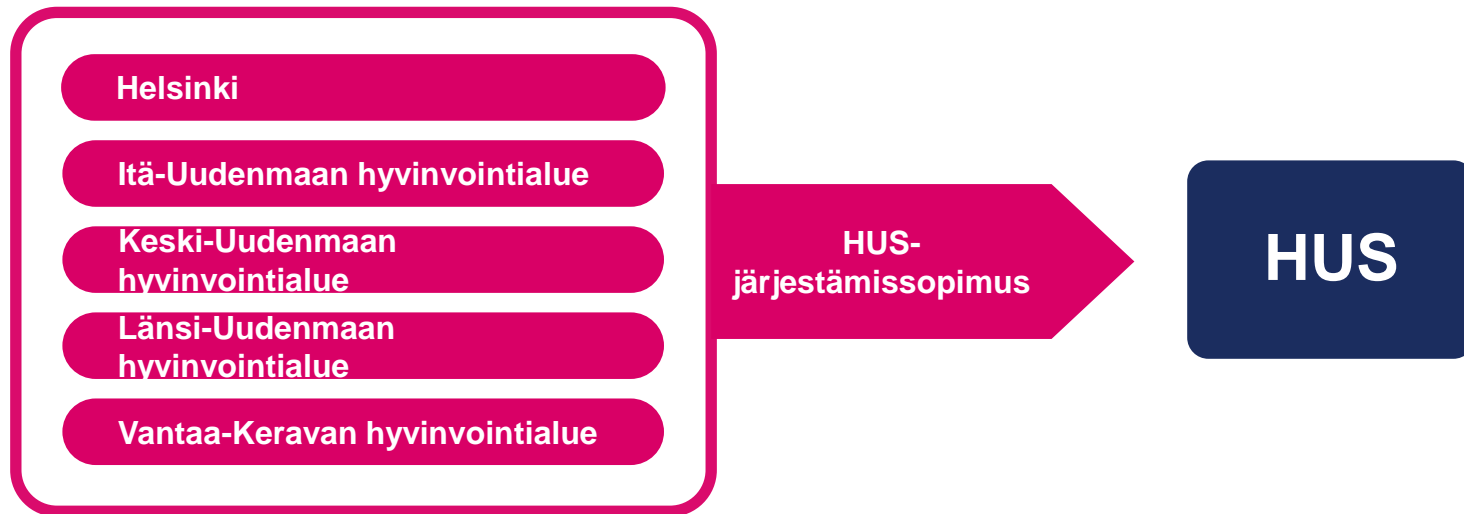 Helsinki
Itä-Uudenmaan hyvinvointialue
Keski-Uudenmaan
hyvinvointialue
Länsi-Uudenmaan
hyvinvointialue
Vantaa-Keravan hyvinvointialue
HUS-
järjestämissopimus
HUS